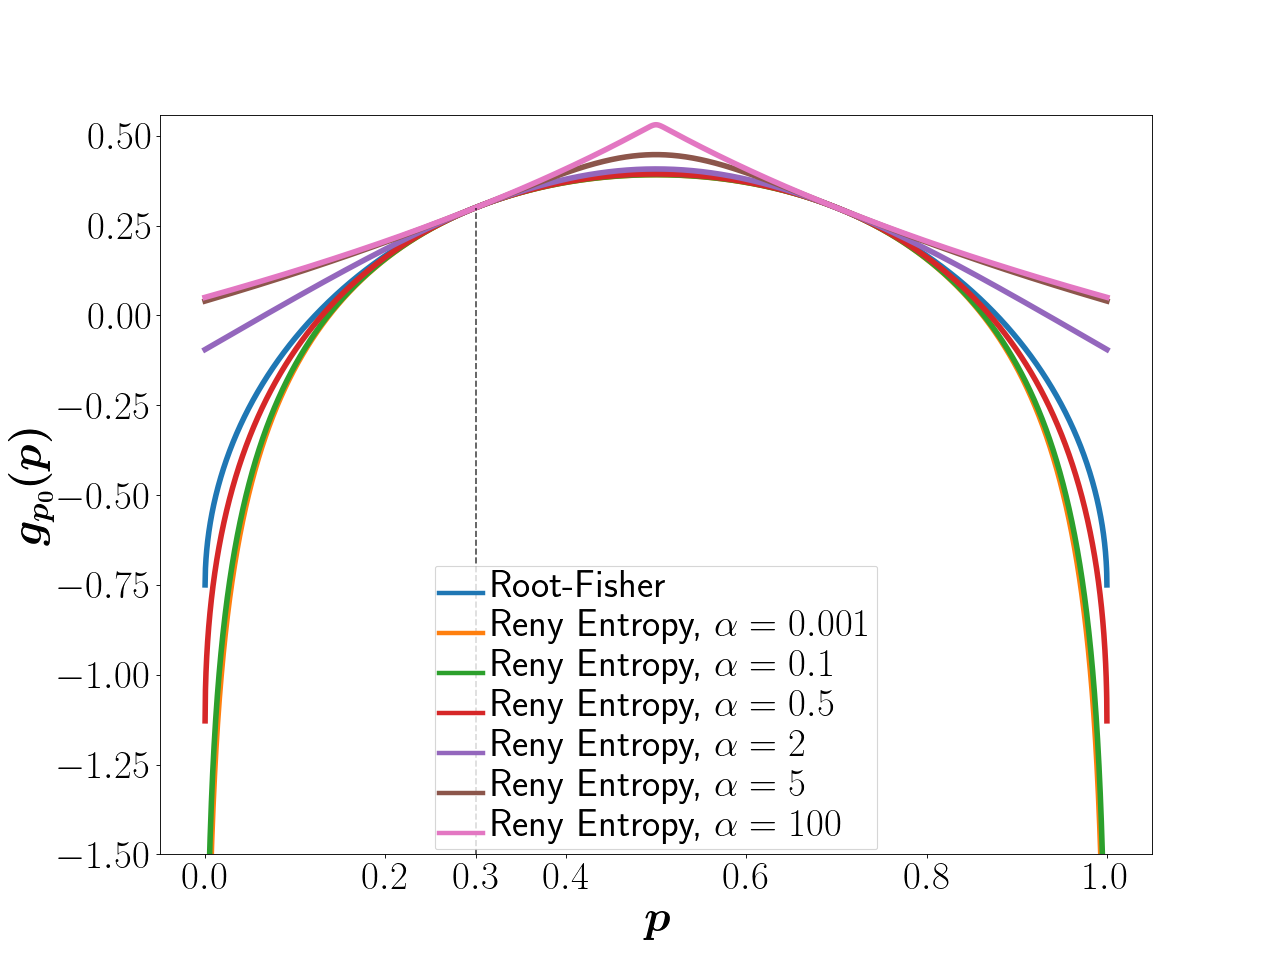 0.50
0.25
0.00
−0.25
−0.50
−0.75
−1.00
−1.25
−1.50
g_{p_0}(p)
Root-Fisher
Reny Entropy, α = 0.001
Reny Entropy, α = 0.1
Reny Entropy, α = 0.5
Reny Entropy, α = 2
Reny Entropy, α = 5
Reny Entropy, α = 100
0.0 0.2 0.3 0.4 0.6 0.8 1.0
p